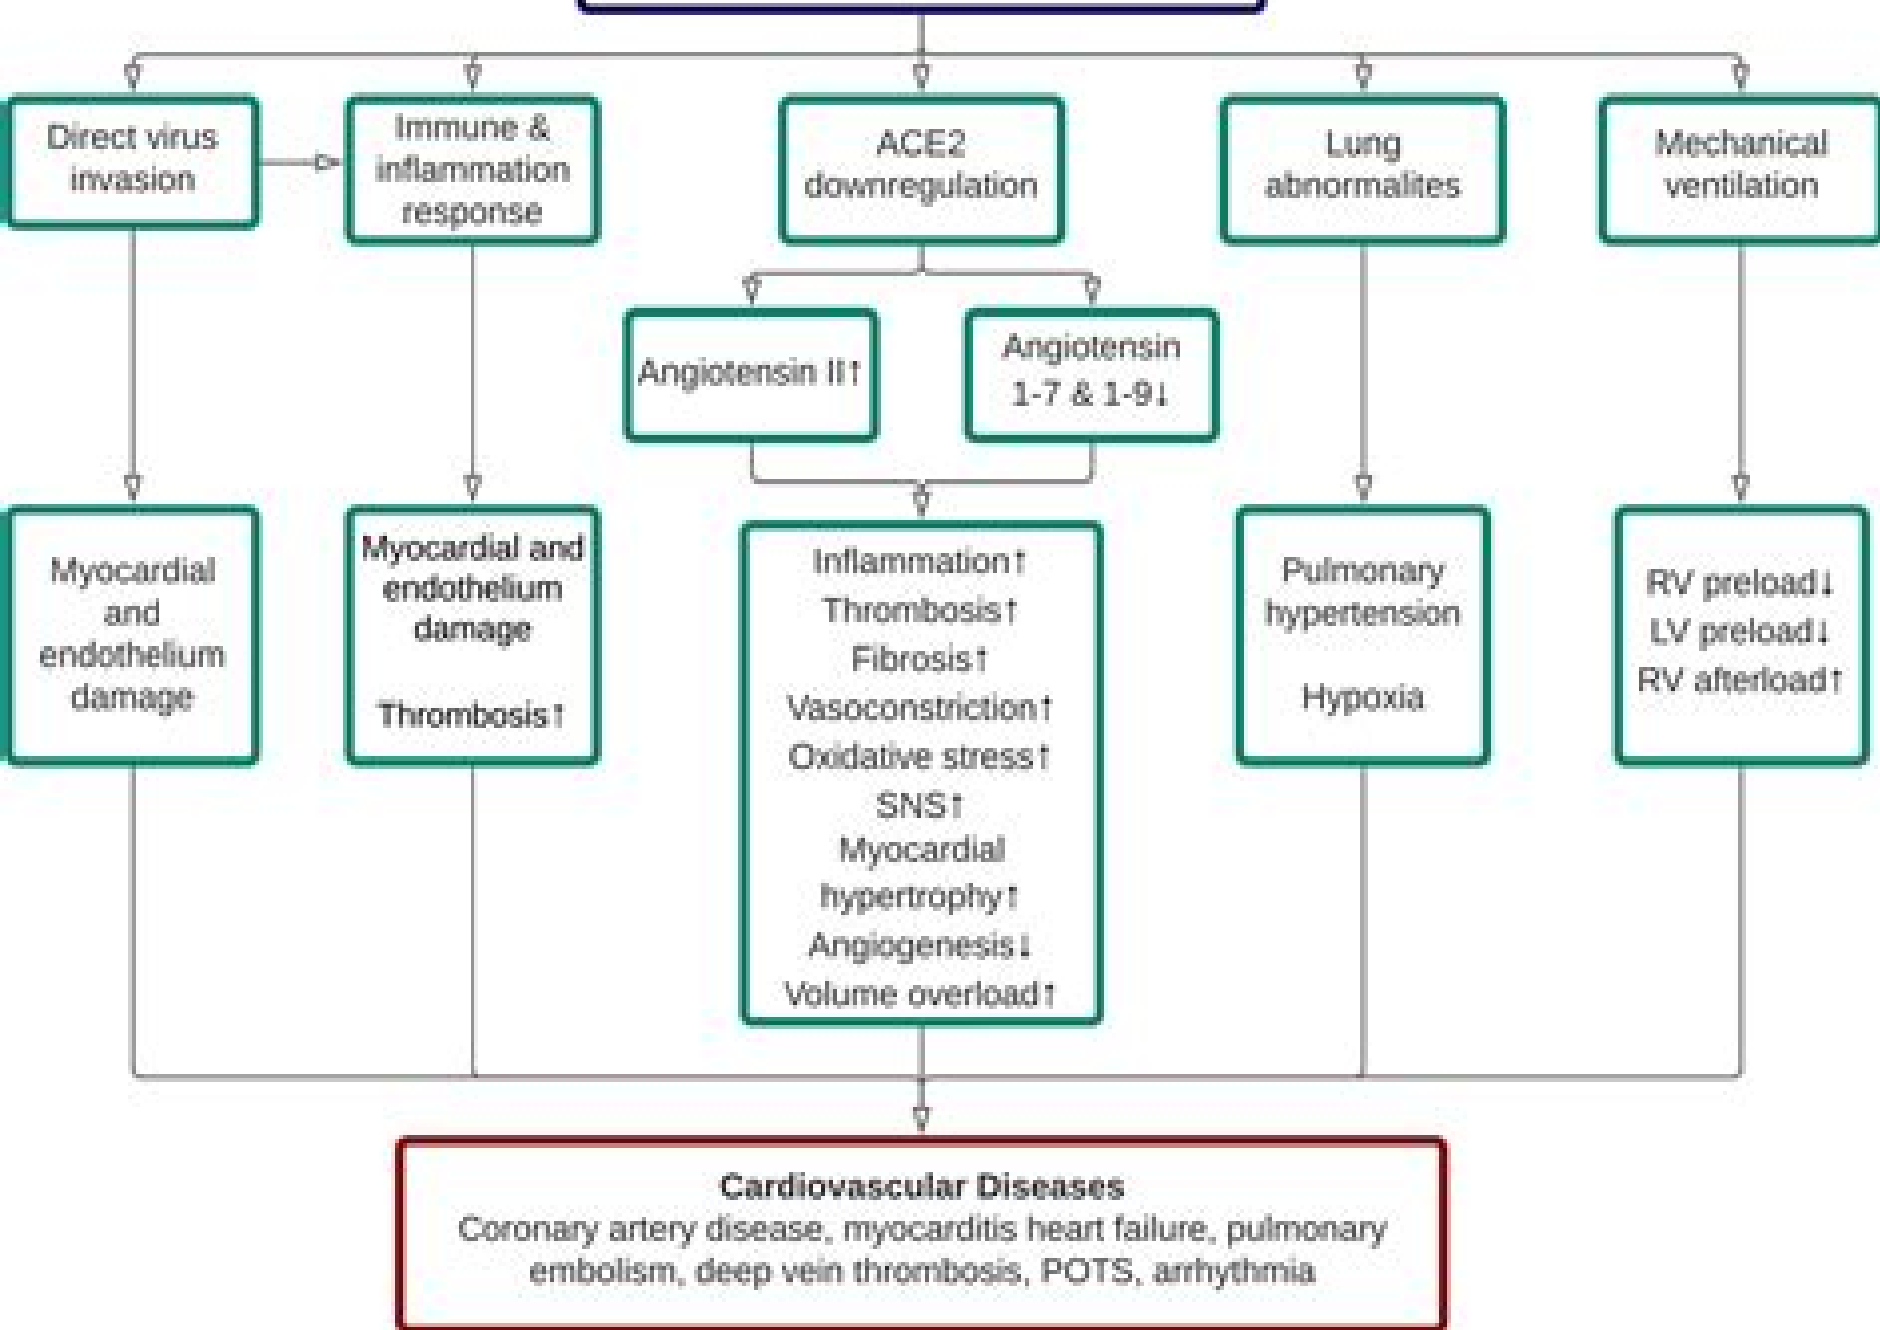 Direct virus
invasion
Immune &
inflammation
response
ACE2
downregulation
Lung
abnormalites
Mechanical
ventilation
Angiotensin II↑
Angiotensin
1-7 & 1-9↓
Myocardial
and
endothelium
damage
Myocardial and
endothelium
damage
Thrombosis↑
Inflammation↑
Thrombosis↑
Fibrosis↑
Vasoconstriction↑
Oxidative stress↑
SNS↑
Myocardial
hypertrophy↑
Angiogenesis↓
Volume overload↑
Pulmonary
hypertension
Hypoxia
RV preload↓
LV preload↓
RV afterload↑
Cardiovascular Diseases
Coronary artery disease, myocarditis heart failure, pulmonary
embolism, deep vein thrombosis, POTS, arrhythmia